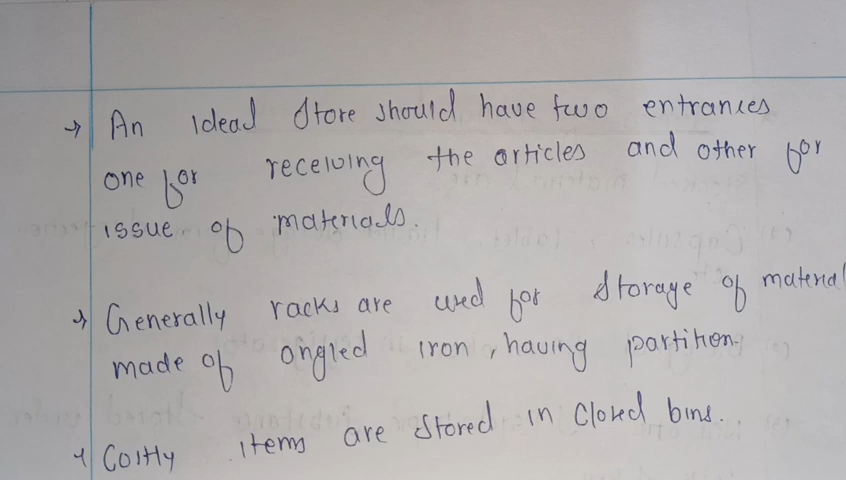 → An ideal store should have two entrances
one for receiving the articles and other for
issue of materials.
→ Generally racks are used for storage of material
made of angled iron, having partition.
→ Costly items are stored in closed bins.